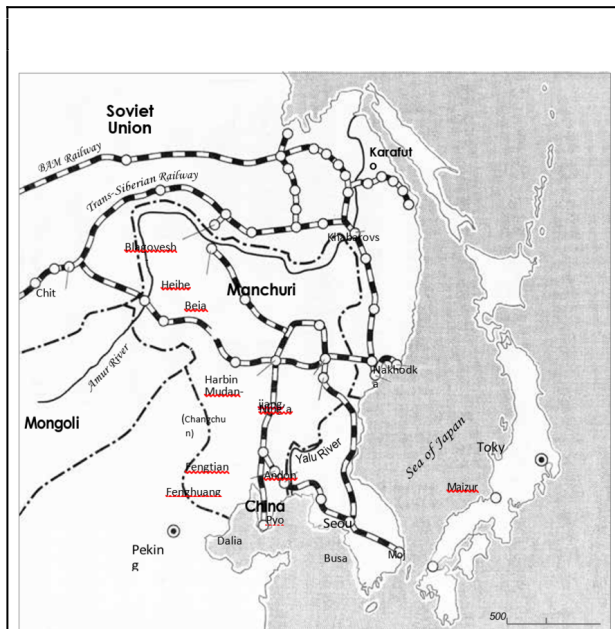 Soviet
Union
BAM Railway
Karafut
o
Trans-Siberian Railway
Khabarovs
Blagovesh
Heihe
Manchuri
Chit
Beia
Amur River
Nakhodk
a
Harbin
Mudan-
jiang
Mongoli
(Changchu
n)
Yalu River
Sea of Japan
Toky
Fengtian
Andon
Maizur
Fenghuang
China
Pyo
Seou
Dalia
Mo
Pekin
g
Busa
500